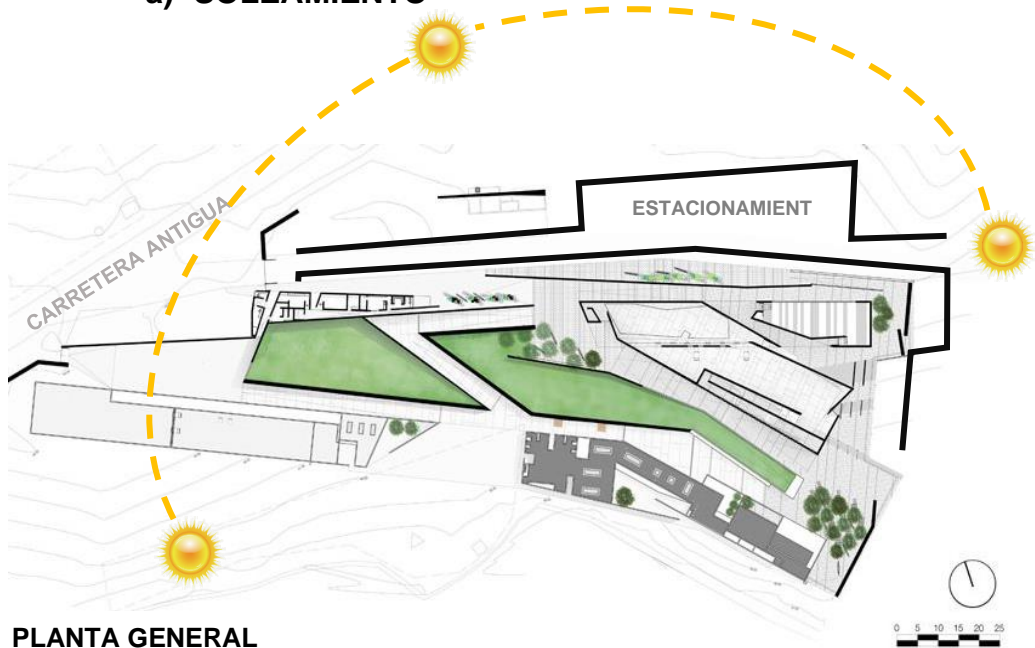 a) SOLEAMIENTO
CARRETERA ANTIGUA
ESTACIONAMIENT
PLANTA GENERAL
0 5 10 15 20 25